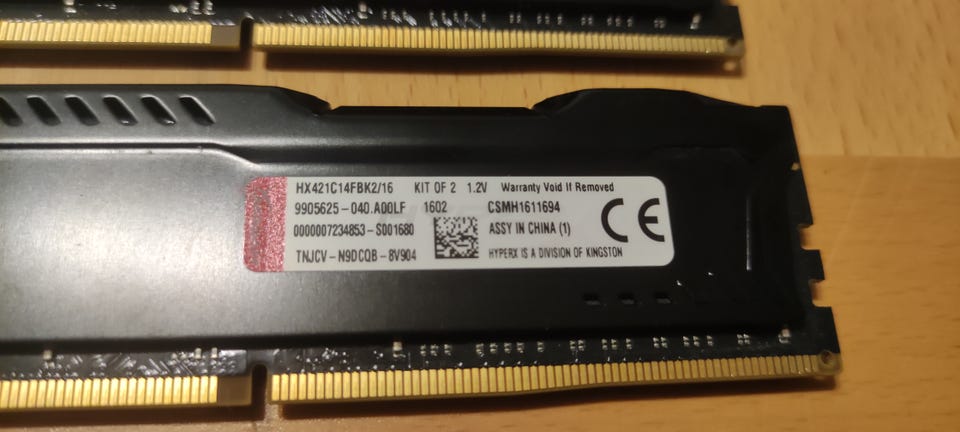 HX421C14FBK2/16 KIT OF 2 1.2V Warranty Void If Removed
9905625-040.A00LF 1602 CSMH1611694
0000007234853-S001680 ASSY IN CHINA (1)
TNJCV-N9DCQB-8V904 HYPERX IS A DIVISION OF KINGSTON
CE